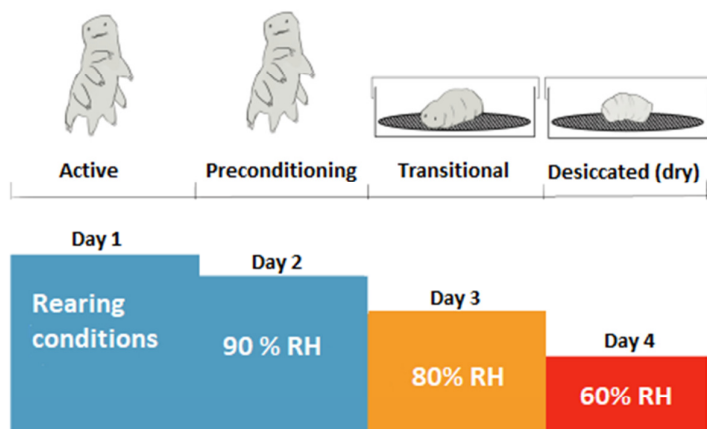 Active
Preconditioning
Transitional
Desiccated (dry)
Day 1
Day 2
Day 3
Day 4
Rearing
conditions
90 % RH
80% RH
60% RH